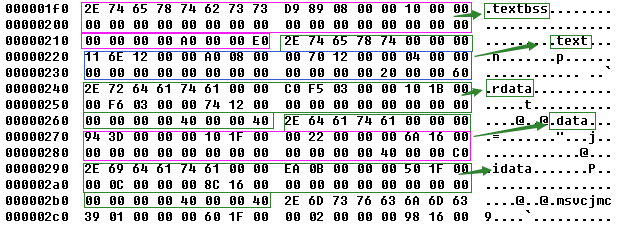 000001f0 2E 74 65 78 74 62 73 73 D9 89 08 00 00 10 00 00 .textbss........
00000200 00 00 00 00 00 00 00 00 00 00 00 00 00 00 00 00 ................
00000210 00 00 00 00 A0 00 00 E0 2E 74 65 78 74 00 00 00 .text...
00000220 11 6E 12 00 00 A0 08 00 00 70 12 00 00 04 00 00 .n.......p......
00000230 00 00 00 00 00 00 00 00 00 00 00 00 20 00 00 60 ............ ..`
00000240 2E 72 64 61 74 61 00 00 C0 F5 03 00 00 10 1B 00 .rdata..........
00000250 00 F6 03 00 00 74 12 00 00 00 00 00 00 00 00 00 .....t..........
00000260 00 00 00 00 40 00 00 40 2E 64 61 74 61 00 00 00 ....@..@.data...
00000270 94 3D 00 00 00 10 1F 00 00 22 00 00 00 6A 16 00 .=......."...j..
00000280 00 00 00 00 00 00 00 00 00 00 00 00 40 00 00 C0 ............@...
00000290 2E 69 64 61 74 61 00 00 EA 0B 00 00 00 50 1F 00 idata.......P..
000002a0 00 0C 00 00 00 8C 16 00 00 00 00 00 00 00 00 00 ................
000002b0 00 00 00 00 40 00 00 40 2E 6D 73 76 63 6A 6D 63 ....@..@.msvcjmc
000002c0 39 01 00 00 00 60 1F 00 00 02 00 00 00 98 16 00 9....`..........